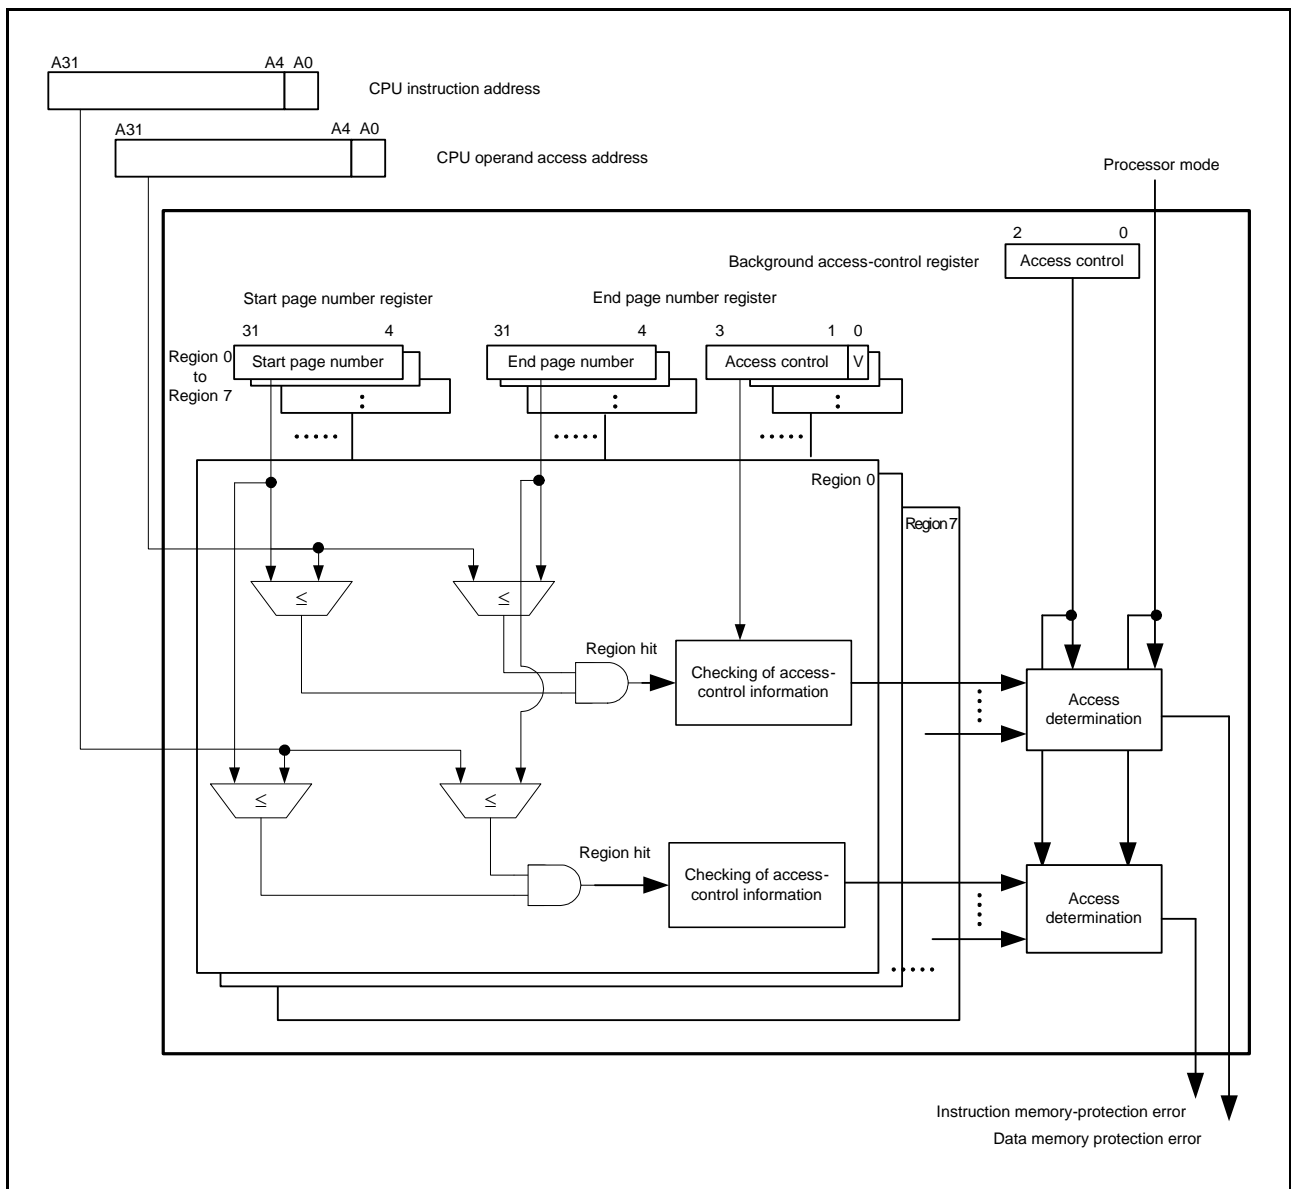 A31 A4 A0
CPU instruction address
A31 A4 A0
CPU operand access address
Processor mode
2 0
Background access-control register
Access control
Start page number register
End page number register
31 4
31 4
3 1 0
Region 0
to
Region 7
Start page number
End page number
Access control
V
:
:
:
.....
.....
.....
Region 0
Region 7
≤
≤
Region hit
Checking of access-
control information
Access
determination
≤
≤
Region hit
Checking of access-
control information
Access
determination
.....
Instruction memory-protection error
Data memory protection error